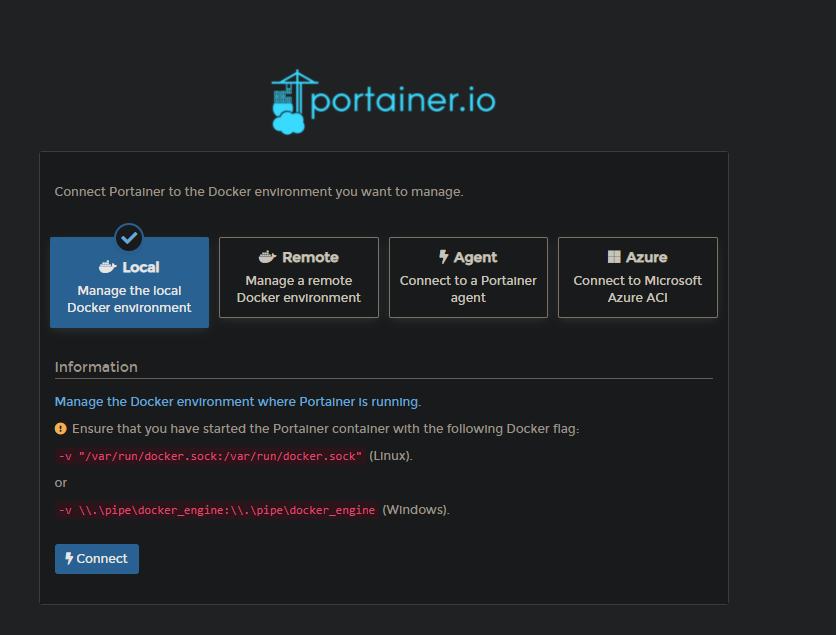 portainer.io
Connect Portainer to the Docker environment you want to manage.
Local
Manage the local
Docker environment
Remote
Manage a remote
Docker environment
Agent
Connect to a Portainer
agent
Azure
Connect to Microsoft
Azure ACI
Information
Manage the Docker environment where Portainer is running.
Ensure that you have started the Portainer container with the following Docker flag:
-v "/var/run/docker.sock:/var/run/docker.sock" (Linux).
or
-v \\.\pipe\docker_engine:\\.\pipe\docker_engine (Windows).
Connect